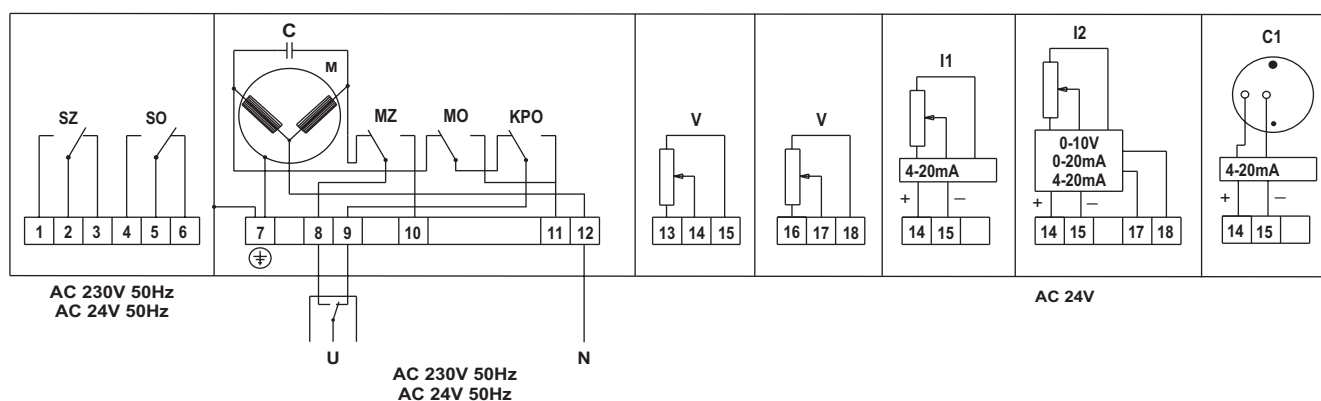 C
M
SZ
SO
MZ
MO
KPO
V
V
I1
I2
C1
0-10V
0-20mA
4-20mA
4-20mA
4-20mA
+ –
+ –
+ –
1 2 3 4 5 6
7 8 9 10 11 12
13 14 15
16 17 18
14 15
14 15 17 18
14 15
AC 230V 50Hz
AC 24V 50Hz
U
N
AC 230V 50Hz
AC 24V 50Hz
AC 24V